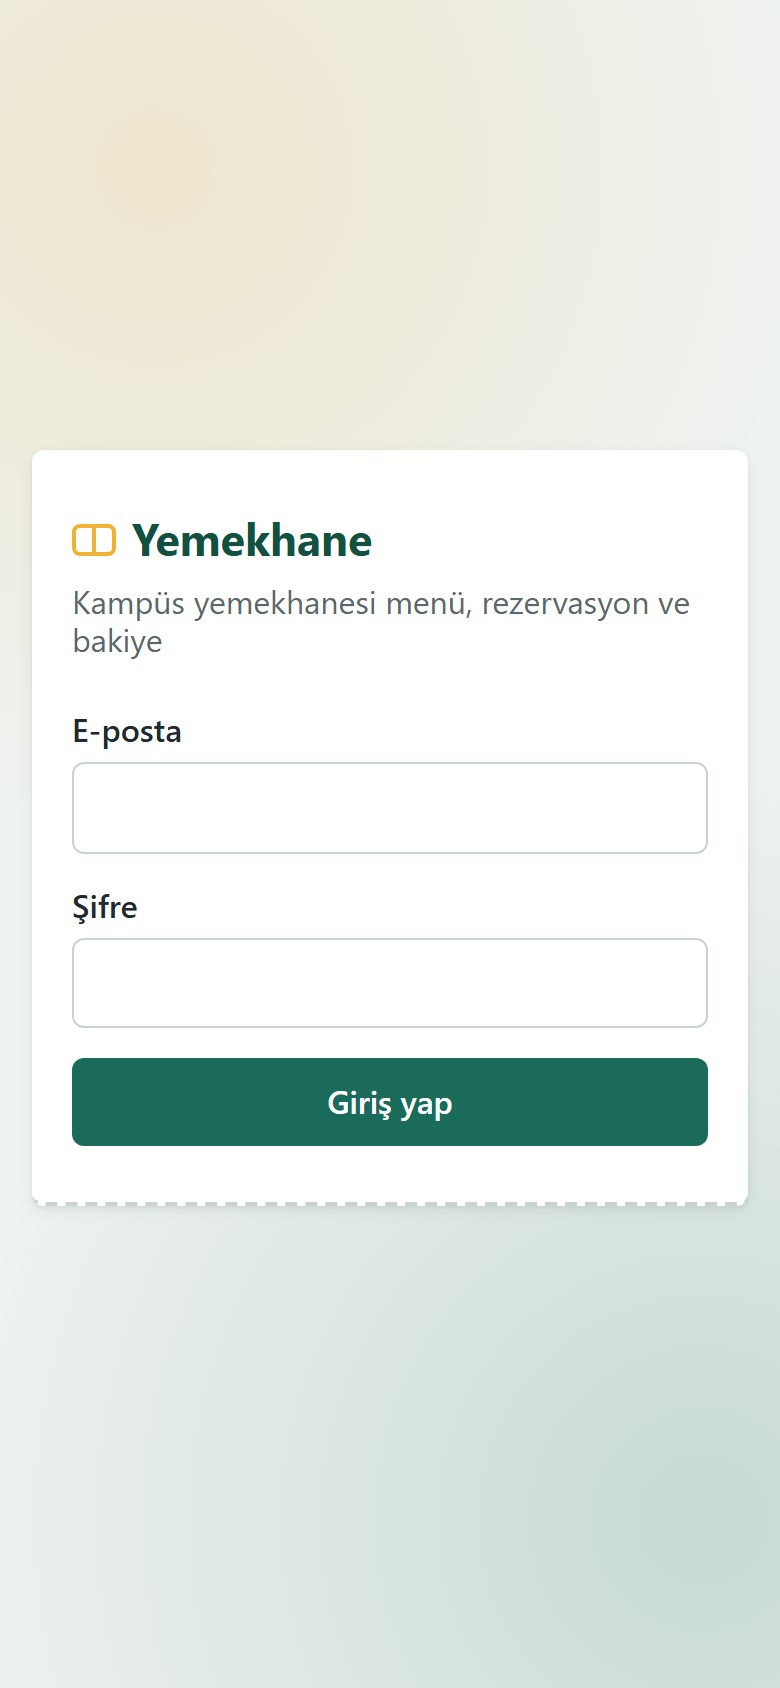 Yemekhane
Kampüs yemekhanesi menü, rezervasyon ve
bakiye
E-posta
Şifre
Giriş yap